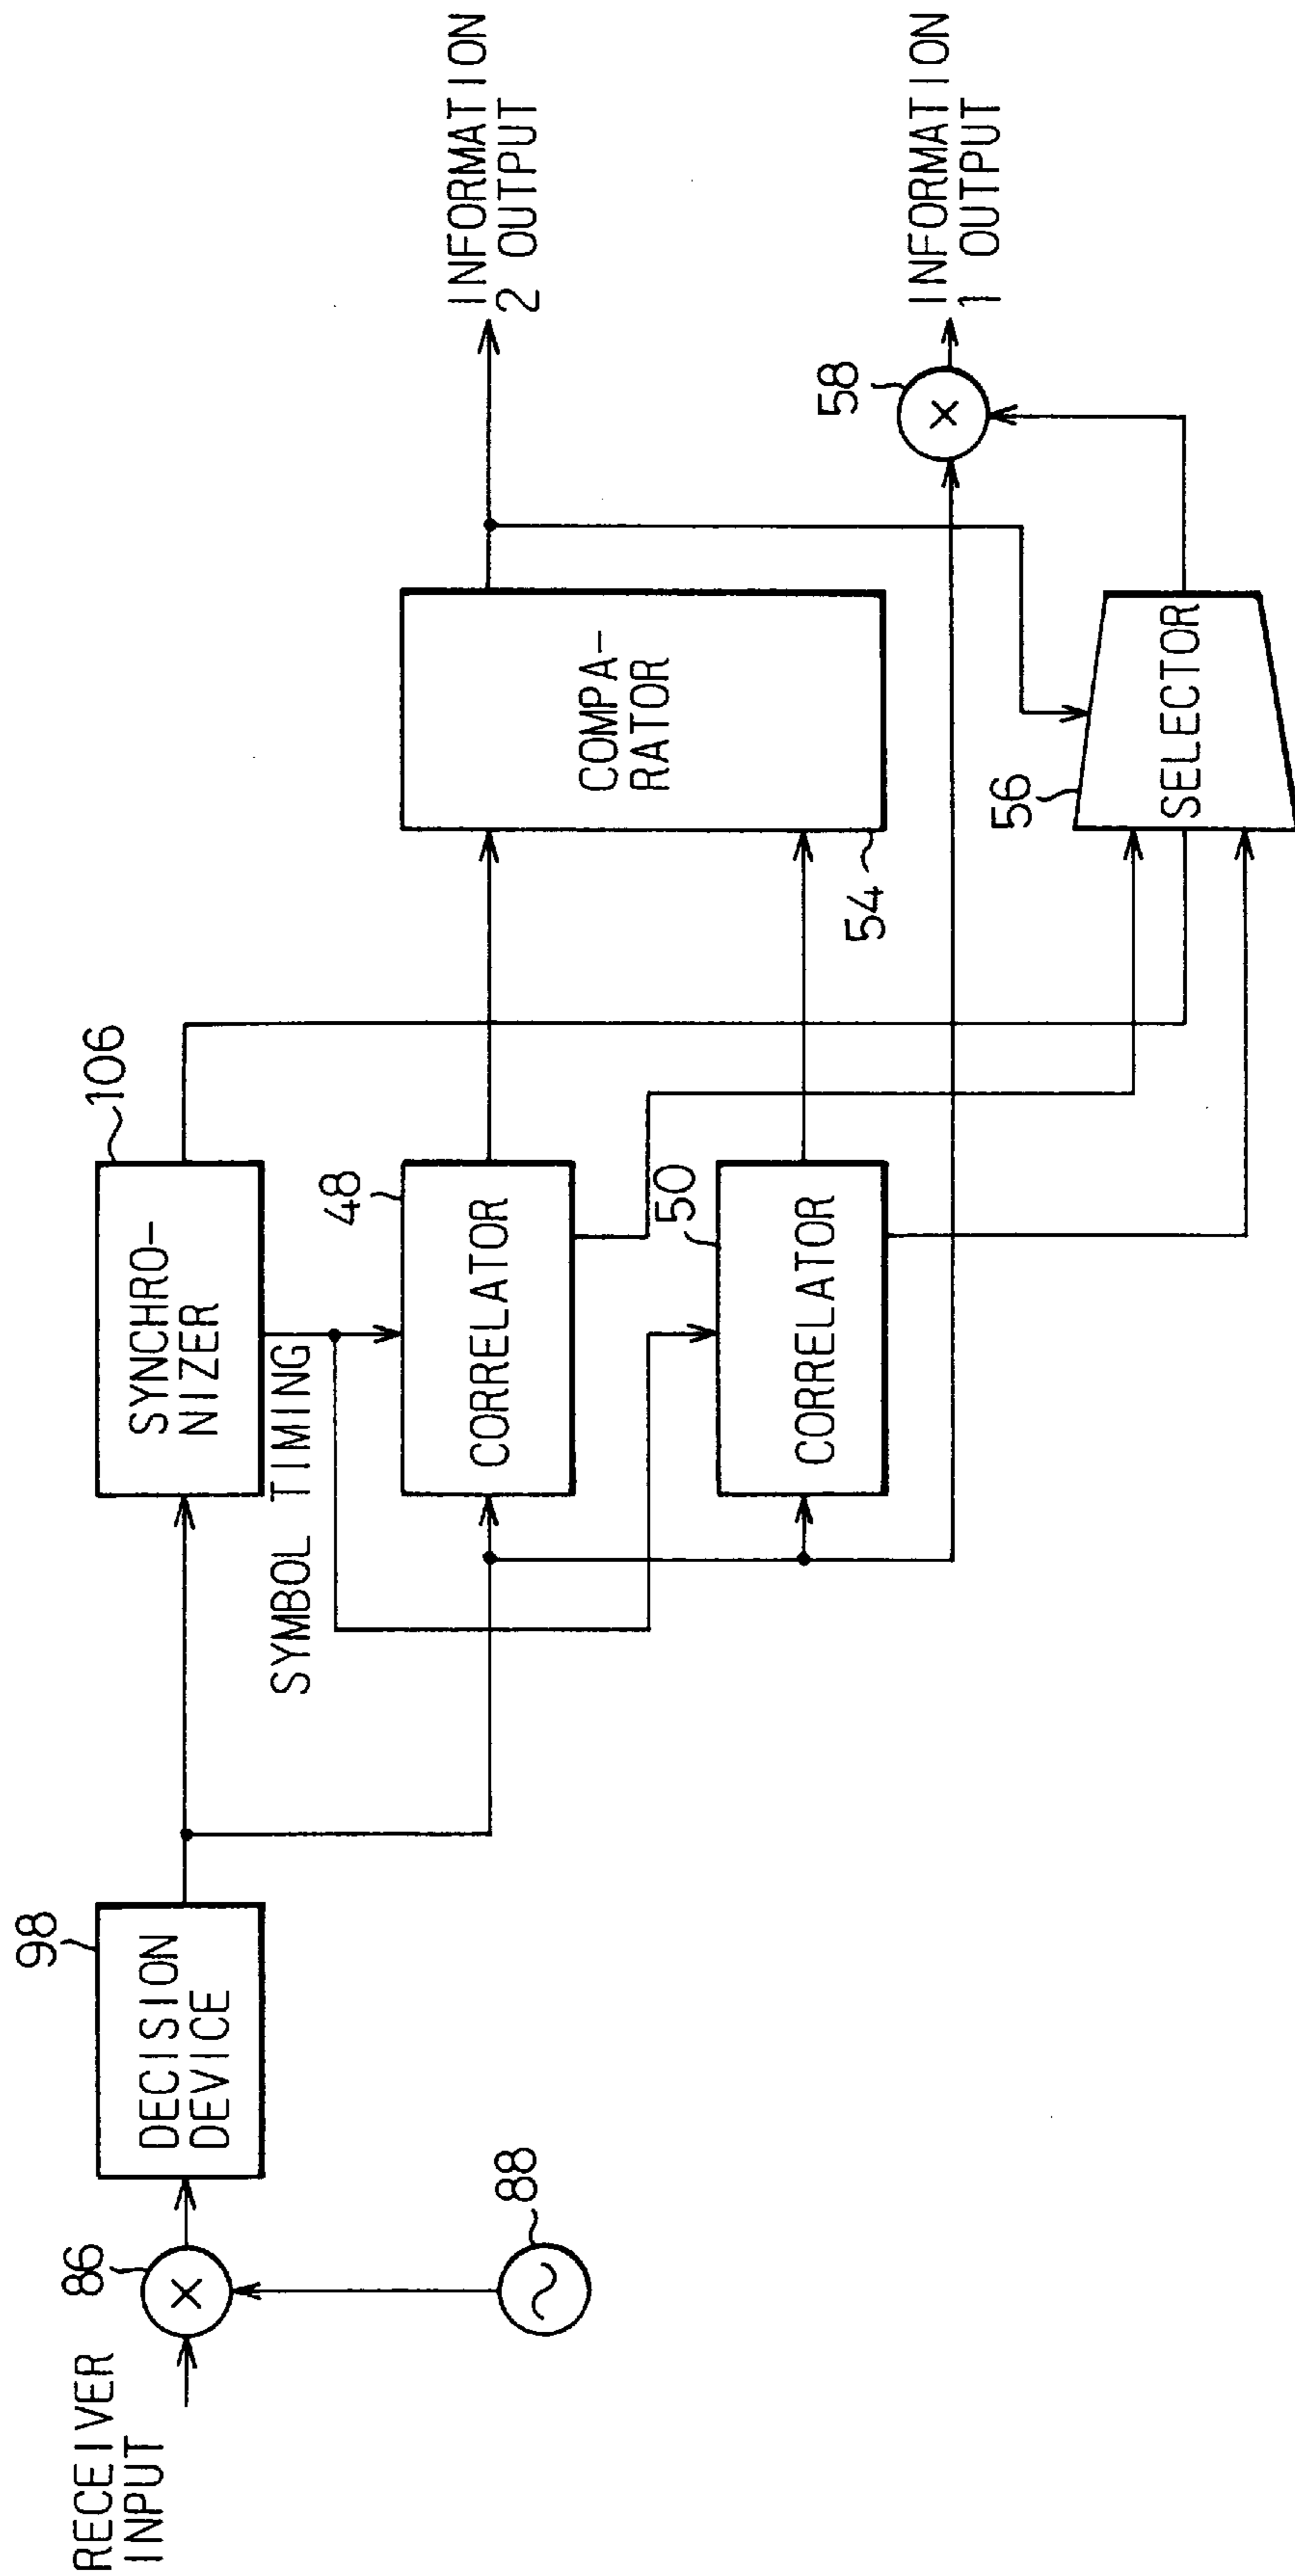 RECEIVER
INPUT
86
88
98
DECISION
DEVICE
106
SYNCHRO-
NIZER
SYMBOL TIMING
48
CORRELATOR
50
CORRELATOR
COMPA-
RATOR
54
56
SELECTOR
58
INFORMATION
2 OUTPUT
INFORMATION
1 OUTPUT